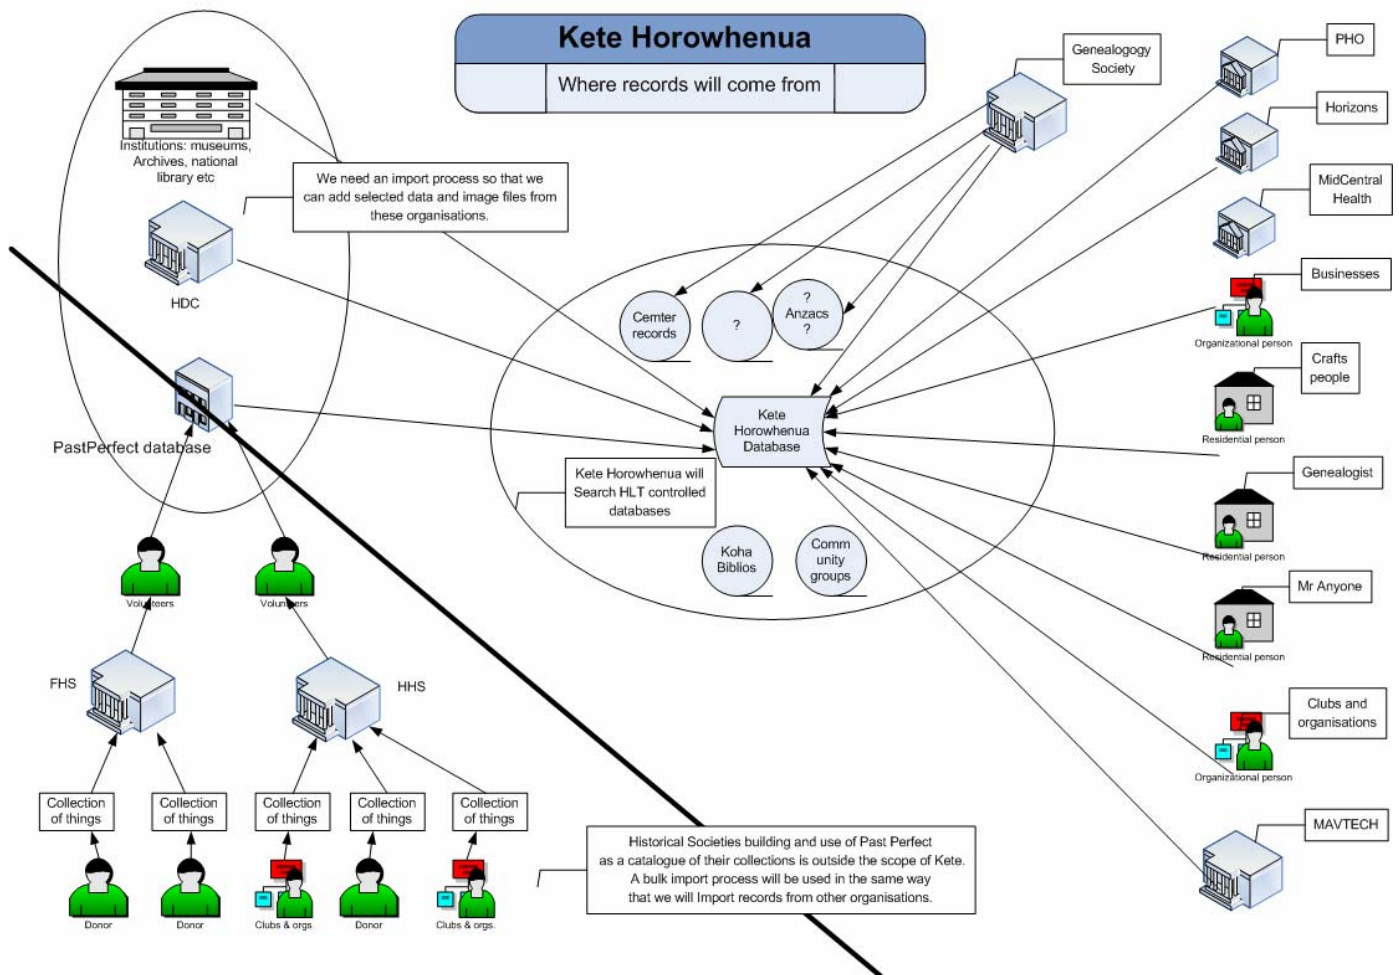 Kete Horowhenua
Where records will come from
Genealogogy
Society
PHO
Horizons
MidCentral
Health
Businesses
Organizational person
Crafts
people
Residential person
Genealogist
Residential person
Mr Anyone
Residential person
Clubs and
organisations
Organizational person
MAVTECH
Institutions: museums,
Archives, national
library etc
We need an import process so that we
can add selected data and image files from
these organisations.
HDC
PastPerfect database
Cemter
records
?
?
Anzacs
?
Kete
Horowhenua
Database
Kete Horowhenua will
Search HLT controlled
databases
Koha
Biblios
Comm
unity
groups
Volunteers
Volunteers
FHS
HHS
Collection
of things
Collection
of things
Collection
of things
Collection
of things
Collection
of things
Donor
Donor
Clubs & orgs.
Donor
Clubs & orgs.
Historical Societies building and use of Past Perfect
as a catalogue of their collections is outside the scope of Kete.
A bulk import process will be used in the same way
that we will Import records from other organisations.